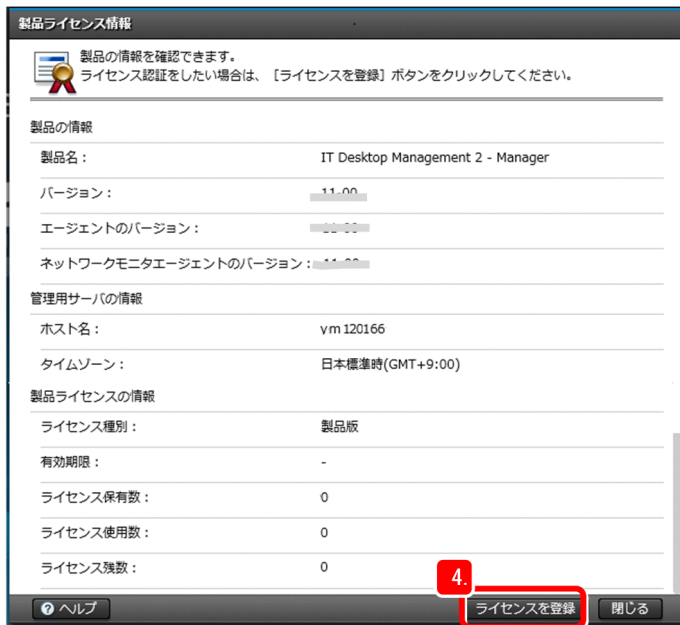 製品ライセンス情報
製品の情報を確認できます。
ライセンス認証をしたい場合は、［ライセンスを登録］ボタンをクリックしてください。
製品の情報
製品名： IT Desktop Management 2 - Manager
バージョン：
エージェントのバージョン：
ネットワークモニタエージェントのバージョン：
管理用サーバの情報
ホスト名： vm120166
タイムゾーン： 日本標準時(GMT+9:00)
製品ライセンスの情報
ライセンス種別： 製品版
有効期限： -
ライセンス保有数： 0
ライセンス使用数： 0
ライセンス残数： 0
4.
ヘルプ ライセンスを登録 閉じる